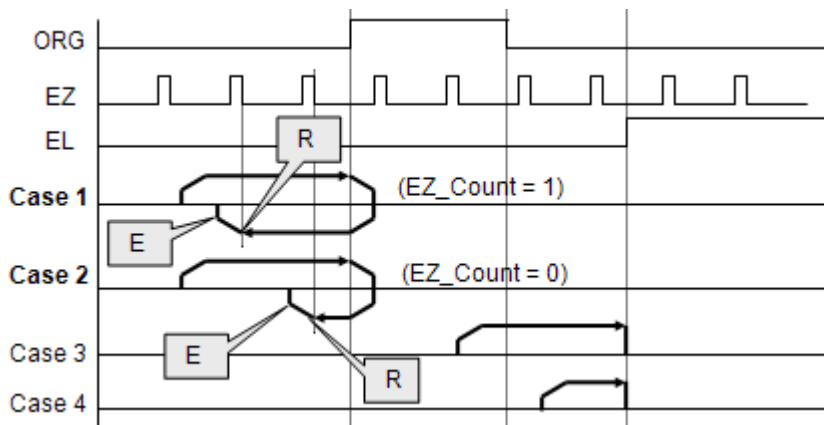 ORG
EZ
EL
R
Case 1
(EZ_Count = 1)
E
Case 2
(EZ_Count = 0)
Case 3
E
R
Case 4